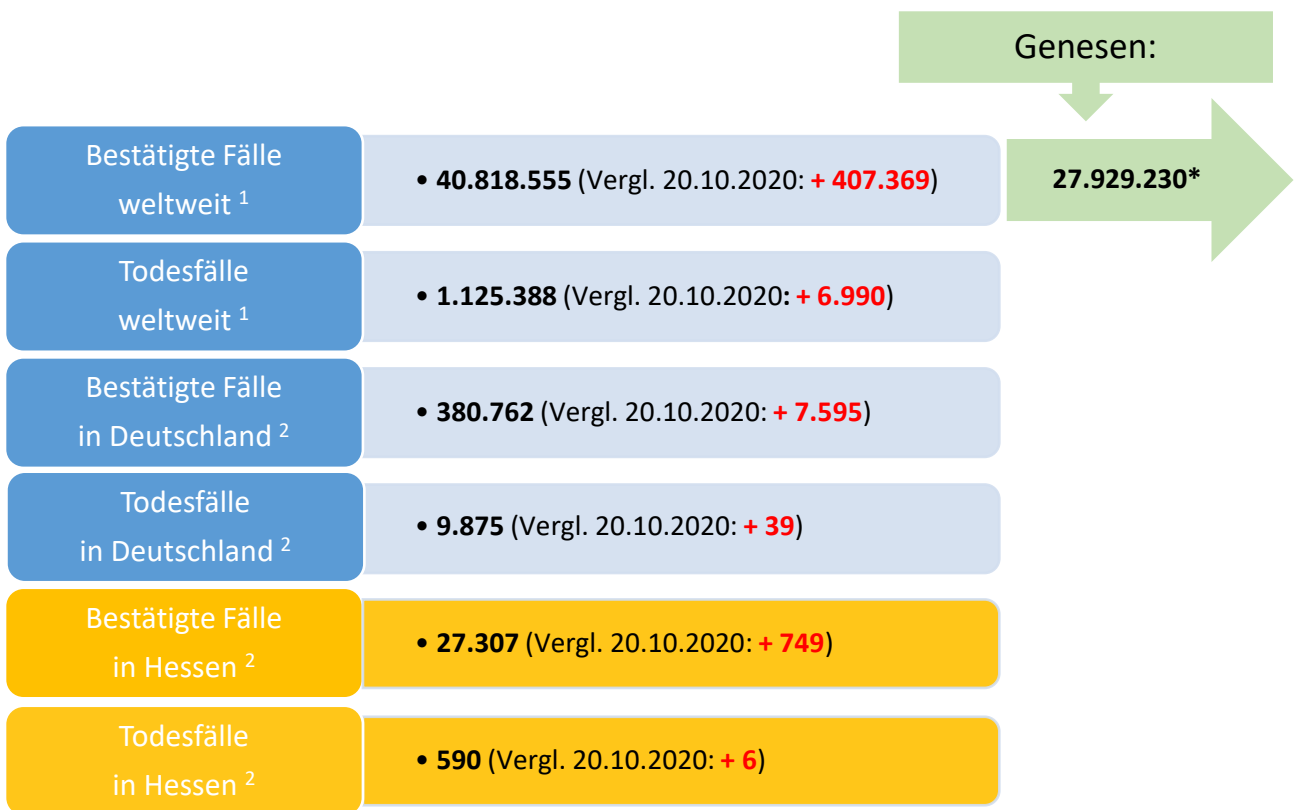 Genesen:
Bestätigte Fälle
weltweit ¹
• 40.818.555 (Vergl. 20.10.2020: + 407.369)
27.929.230*
Todesfälle
weltweit ¹
• 1.125.388 (Vergl. 20.10.2020: + 6.990)
Bestätigte Fälle
in Deutschland ²
• 380.762 (Vergl. 20.10.2020: + 7.595)
Todesfälle
in Deutschland ²
• 9.875 (Vergl. 20.10.2020: + 39)
Bestätigte Fälle
in Hessen ²
• 27.307 (Vergl. 20.10.2020: + 749)
Todesfälle
in Hessen ²
• 590 (Vergl. 20.10.2020: + 6)